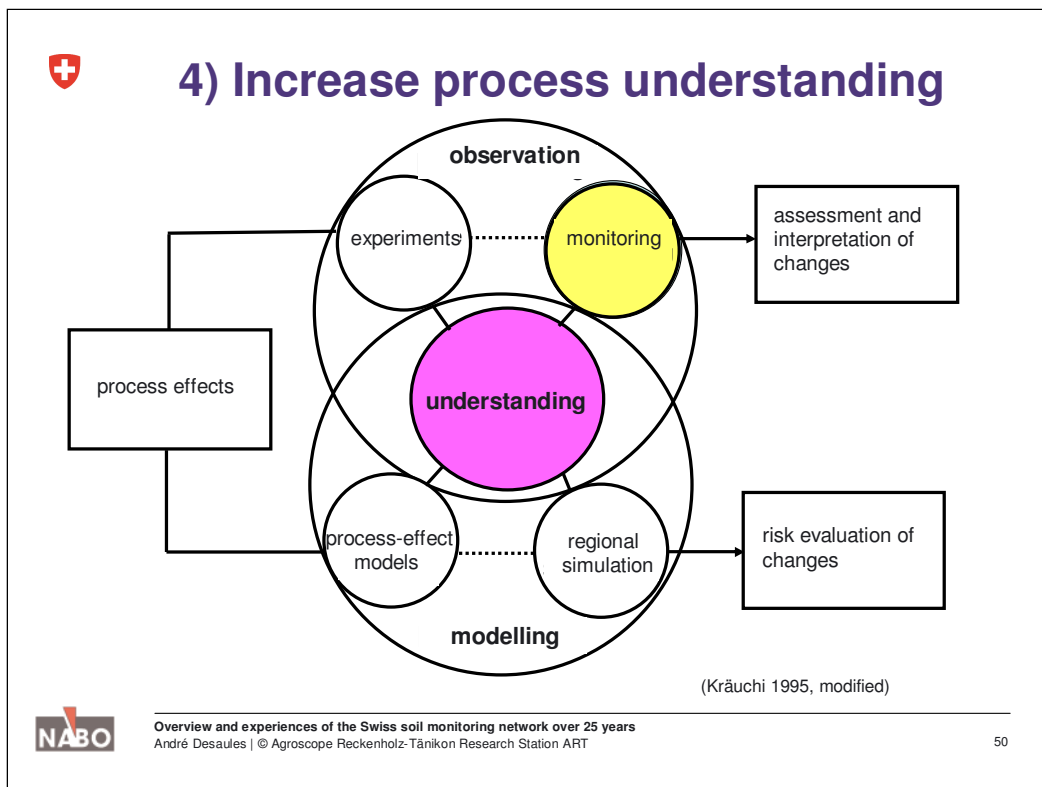 4) Increase process understanding
observation
experiments
monitoring
assessment and
interpretation of
changes
process effects
understanding
process-effect
models
regional
simulation
risk evaluation of
changes
modelling
(Kräuchi 1995, modified)
NABO
Overview and experiences of the Swiss soil monitoring network over 25 years
André Desaules | © Agroscope Reckenholz-Tänikon Research Station ART
50